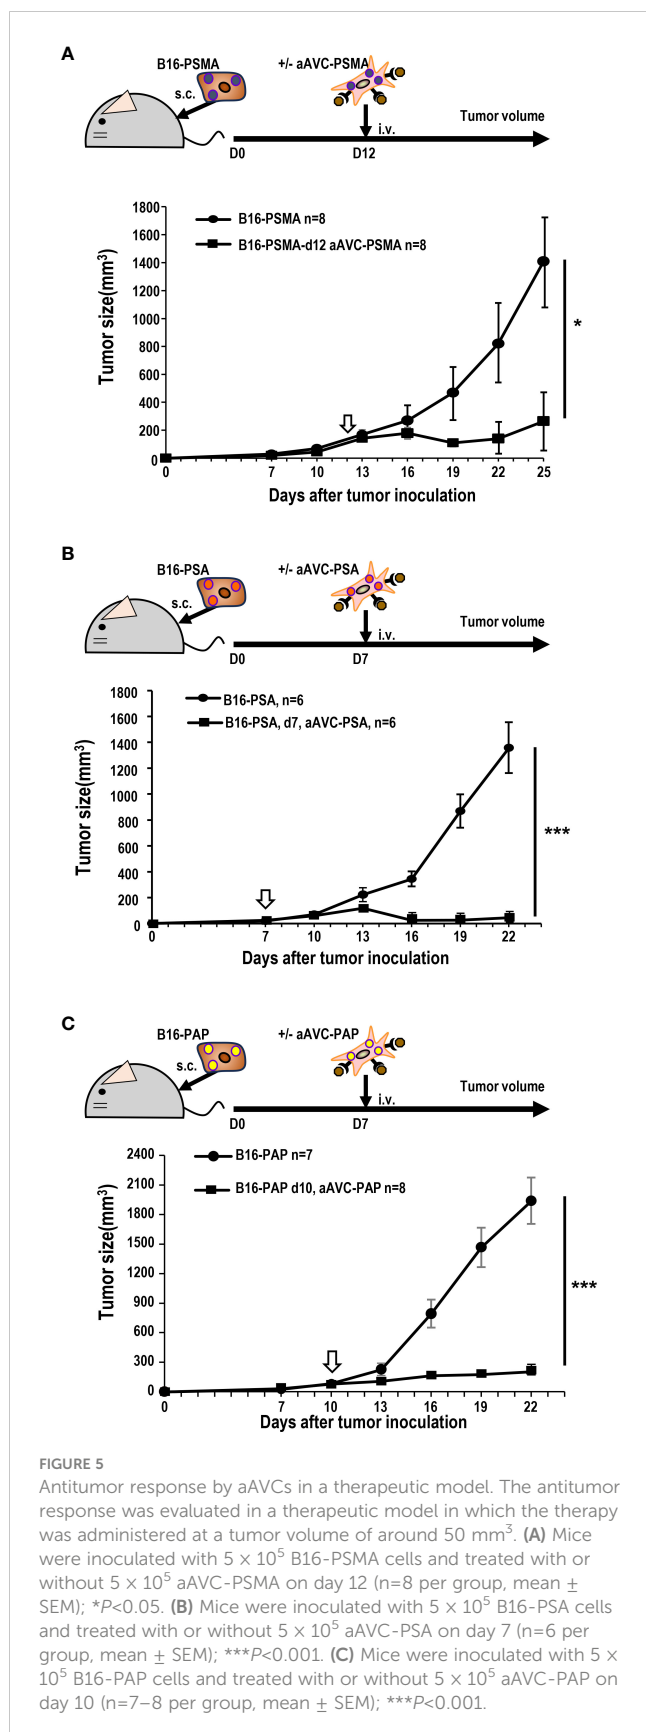 A
B16-PSMA
+/- aAVC-PSMA
s.c.
i.v.
Tumor volume
D0
D12
Tumor size(mm³)
1800
1600
1400
1200
1000
800
600
400
200
0
B16-PSMA n=8
B16-PSMA-d12 aAVC-PSMA n=8
*
0 7 10 13 16 19 22 25
Days after tumor inoculation
B
B16-PSA
+/- aAVC-PSA
s.c.
i.v.
Tumor volume
D0
D7
Tumor size(mm³)
1800
1600
1400
1200
1000
800
600
400
200
0
B16-PSA, n=6
B16-PSA, d7, aAVC-PSA, n=6
***
0 7 10 13 16 19 22
Days after tumor inoculation
C
B16-PAP
+/- aAVC-PAP
s.c.
i.v.
Tumor volume
D0
D7
Tumor size(mm³)
2400
2100
1800
1500
1200
900
600
300
0
B16-PAP n=7
B16-PAP d10, aAVC-PAP n=8
***
0 7 10 13 16 19 22
Days after tumor inoculation
FIGURE 5
Antitumor response by aAVCs in a therapeutic model. The antitumor
response was evaluated in a therapeutic model in which the therapy
was administered at a tumor volume of around 50 mm³. (A) Mice
were inoculated with 5 × 10⁵ B16-PSMA cells and treated with or
without 5 × 10⁵ aAVC-PSMA on day 12 (n=8 per group, mean ±
SEM); *P<0.05. (B) Mice were inoculated with 5 × 10⁵ B16-PSA cells
and treated with or without 5 × 10⁵ aAVC-PSA on day 7 (n=6 per
group, mean ± SEM); ***P<0.001. (C) Mice were inoculated with 5 ×
10⁵ B16-PAP cells and treated with or without 5 × 10⁵ aAVC-PAP on
day 10 (n=7–8 per group, mean ± SEM); ***P<0.001.